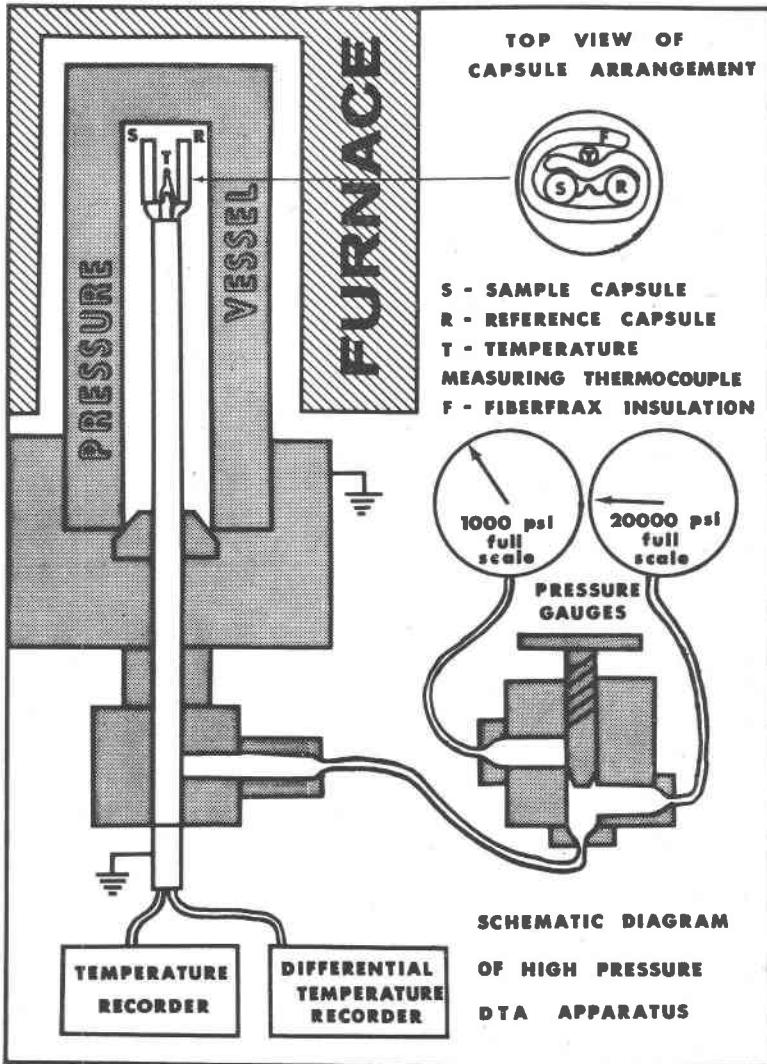 TOP VIEW OF
CAPSULE ARRANGEMENT
FURNACE
S R
T
PRESSURE
VESSEL
F
T
S R
S - SAMPLE CAPSULE
R - REFERENCE CAPSULE
T - TEMPERATURE
MEASURING THERMOCOUPLE
F - FIBERFRAX INSULATION
1000 psi
full
scale
20000 psi
full
scale
PRESSURE
GAUGES
TEMPERATURE
RECORDER
DIFFERENTIAL
TEMPERATURE
RECORDER
SCHEMATIC DIAGRAM
OF HIGH PRESSURE
DTA APPARATUS